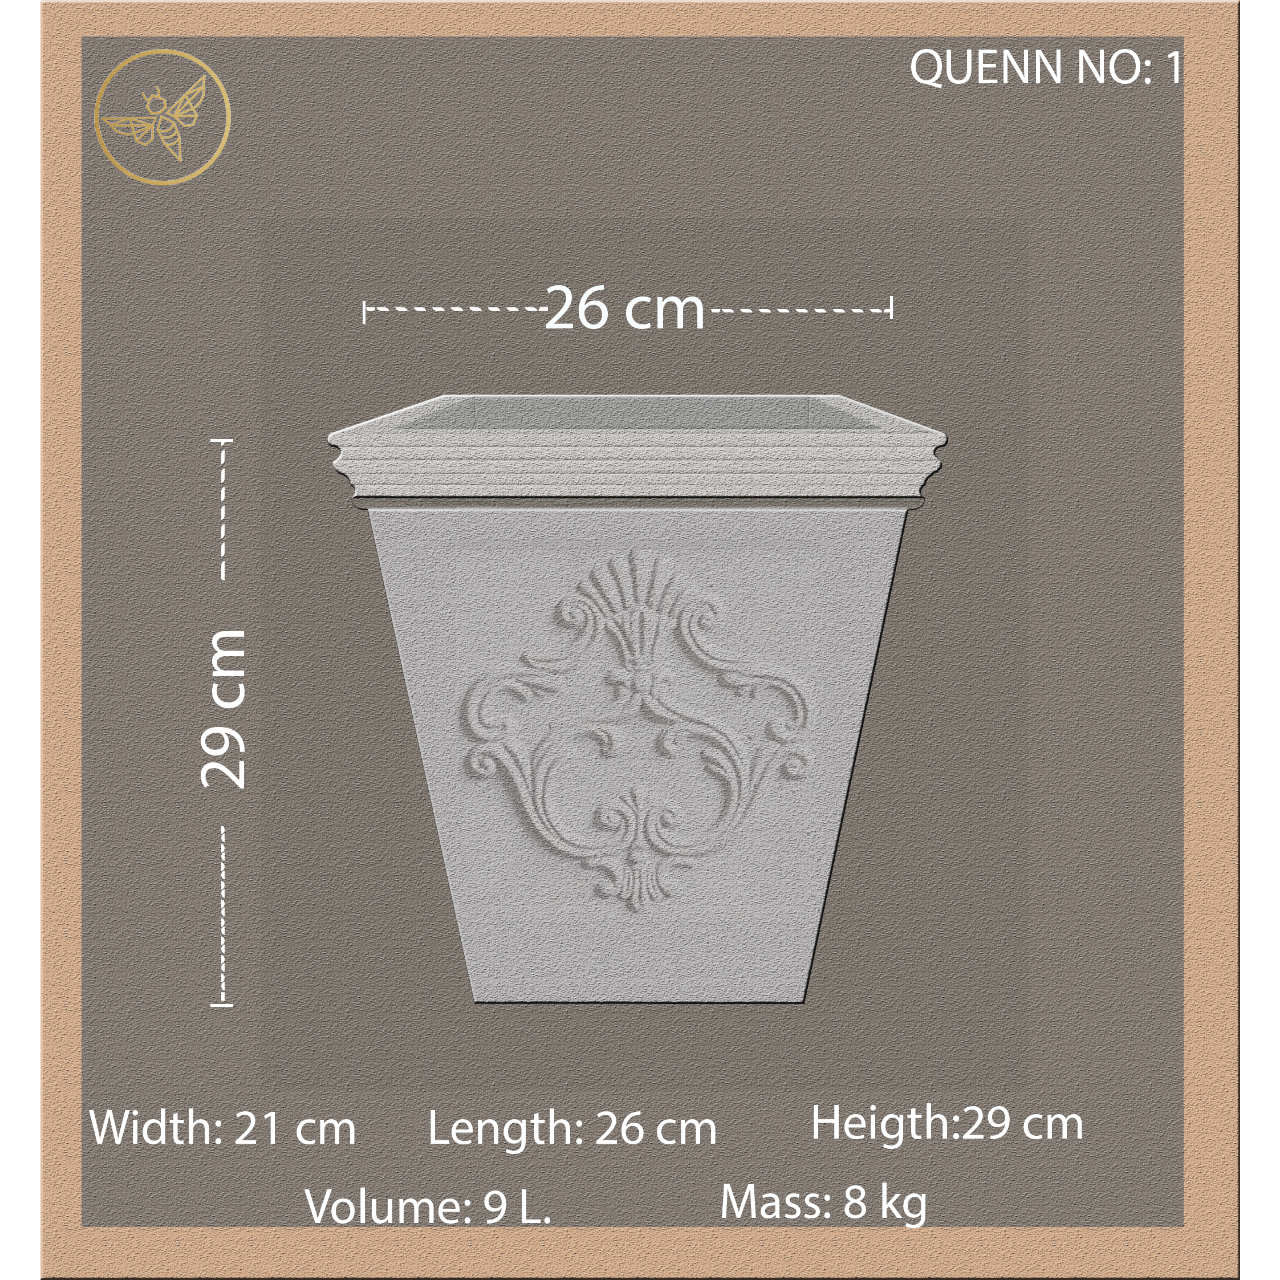 QUENN NO: 1
26 cm
29 cm
Width: 21 cm Length: 26 cm Heigth:29 cm
Volume: 9 L. Mass: 8 kg